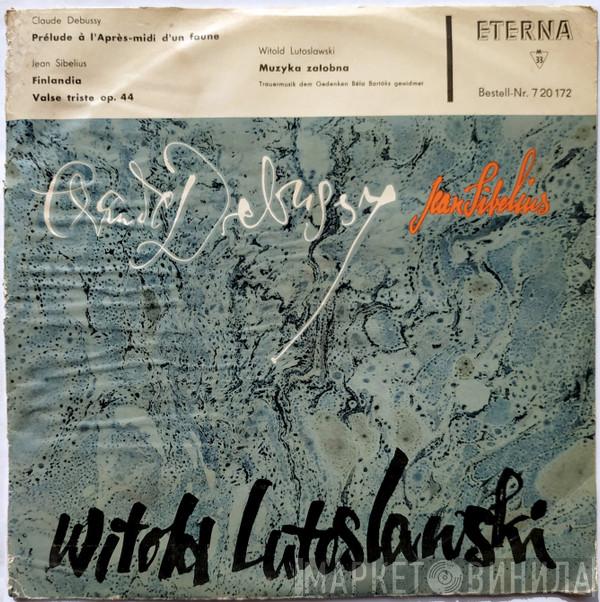 Claude Debussy
Prélude à l'Après-midi d'un faune
Jean Sibelius
Finlandia
Valse triste op. 44
Witold Lutoslawski
Muzyka załobna
Trauermusik dem Gedenken Béla Bartóks gewidmet
ETERNA
M
33
Bestell-Nr. 7 20 172
Claude Debussy
Jean Sibelius
Witold Lutoslawski
МАРКЕТ ВИНИЛА